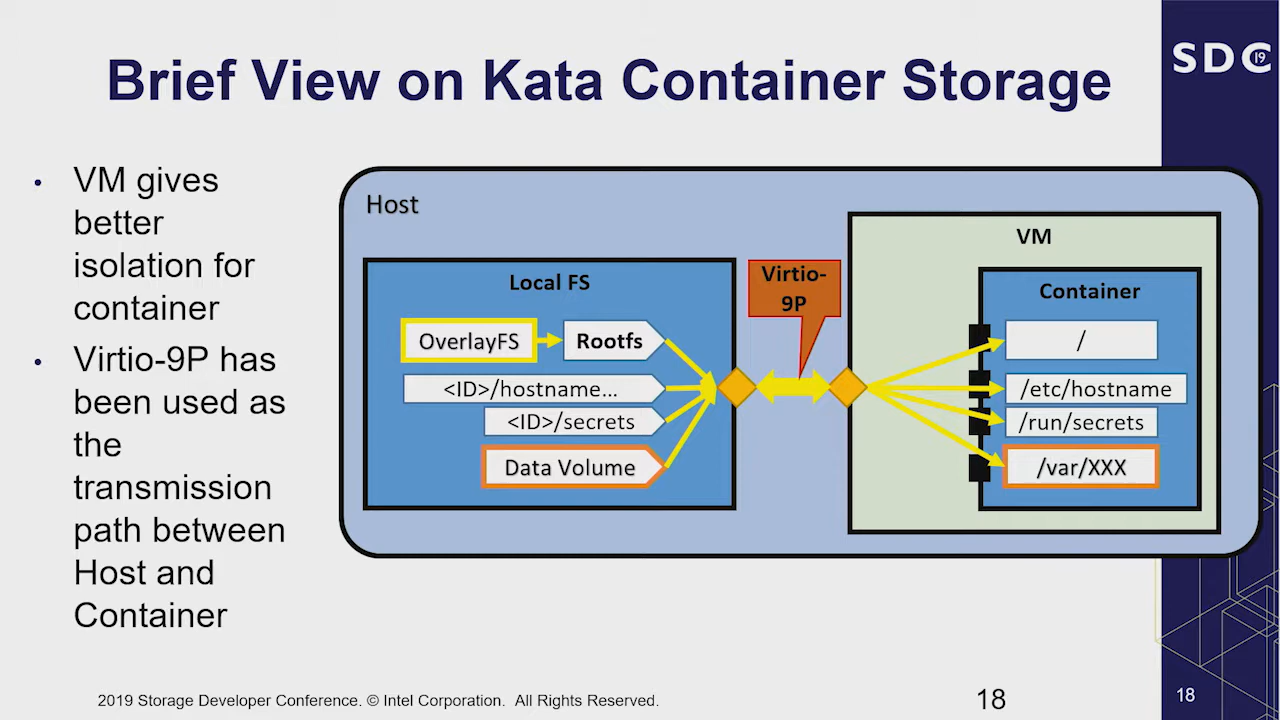 Brief View on Kata Container Storage
SDC 19
• VM gives
better
isolation for
container
• Virtio-9P has
been used as
the
transmission
path between
Host and
Container
Host
Local FS
OverlayFS
Rootfs
<ID>/hostname...
<ID>/secrets
Data Volume
Virtio-
9P
VM
Container
/
/etc/hostname
/run/secrets
/var/XXX
2019 Storage Developer Conference. © Intel Corporation. All Rights Reserved.
18
18